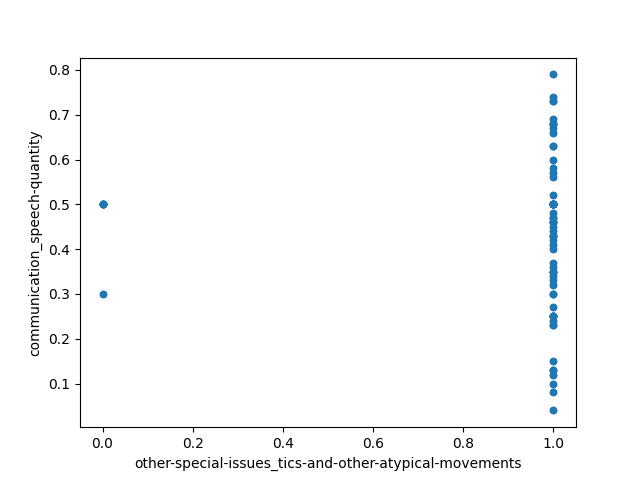 0.8
0.7
0.6
0.5
0.4
0.3
0.2
0.1
communication_speech-quantity
0.0 0.2 0.4 0.6 0.8 1.0
other-special-issues_tics-and-other-atypical-movements